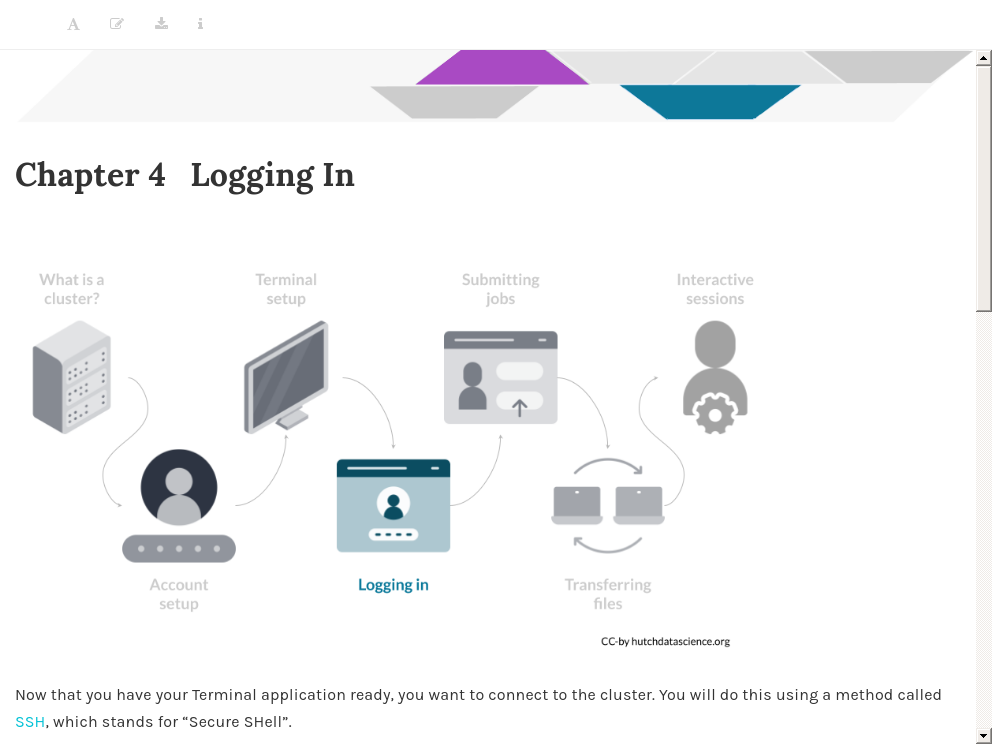 A
i
Chapter 4 Logging In
What is a
cluster?
Terminal
setup
Submitting
jobs
Interactive
sessions
Account
setup
Logging in
Transferring
files
CC-by hutchdatascience.org
Now that you have your Terminal application ready, you want to connect to the cluster. You will do this using a method called
SSH, which stands for “Secure SHell”.